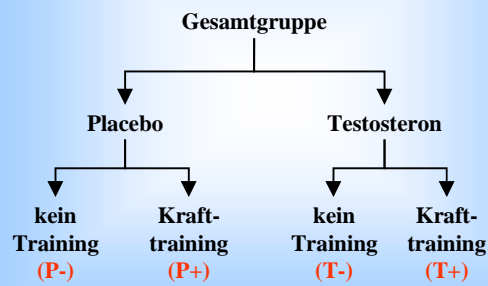 Gesamtgruppe
Placebo
Testosteron
kein
Training
(P-)
Kraft-
training
(P+)
kein
Training
(T-)
Kraft-
training
(T+)